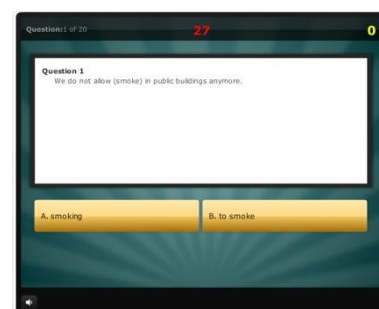 Question:1 of 20
27
0
Question 1
We do not allow (smoke) in public buildings anymore.
A. smoking
B. to smoke